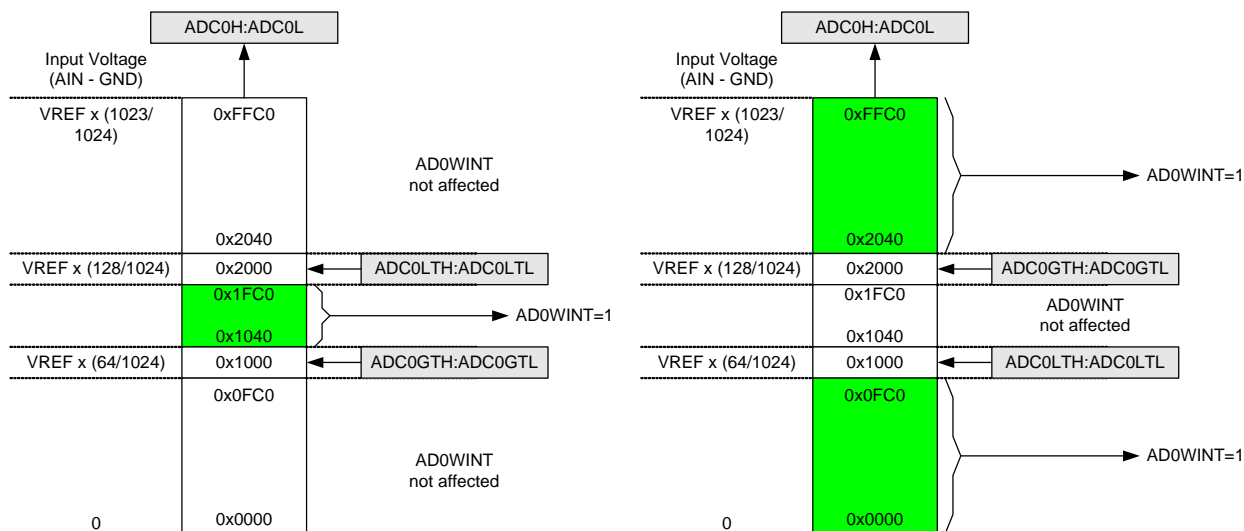 ADC0H:ADC0L
Input Voltage
(AIN - GND)
VREF x (1023/
1024)
0xFFC0
AD0WINT
not affected
0x2040
VREF x (128/1024)
0x2000
ADC0LTH:ADC0LTL
0x1FC0
AD0WINT=1
0x1040
VREF x (64/1024)
0x1000
ADC0GTH:ADC0GTL
0x0FC0
AD0WINT
not affected
0
0x0000
ADC0H:ADC0L
Input Voltage
(AIN - GND)
VREF x (1023/
1024)
0xFFC0
AD0WINT=1
0x2040
VREF x (128/1024)
0x2000
ADC0GTH:ADC0GTL
0x1FC0
AD0WINT
not affected
0x1040
VREF x (64/1024)
0x1000
ADC0LTH:ADC0LTL
0x0FC0
AD0WINT=1
0
0x0000